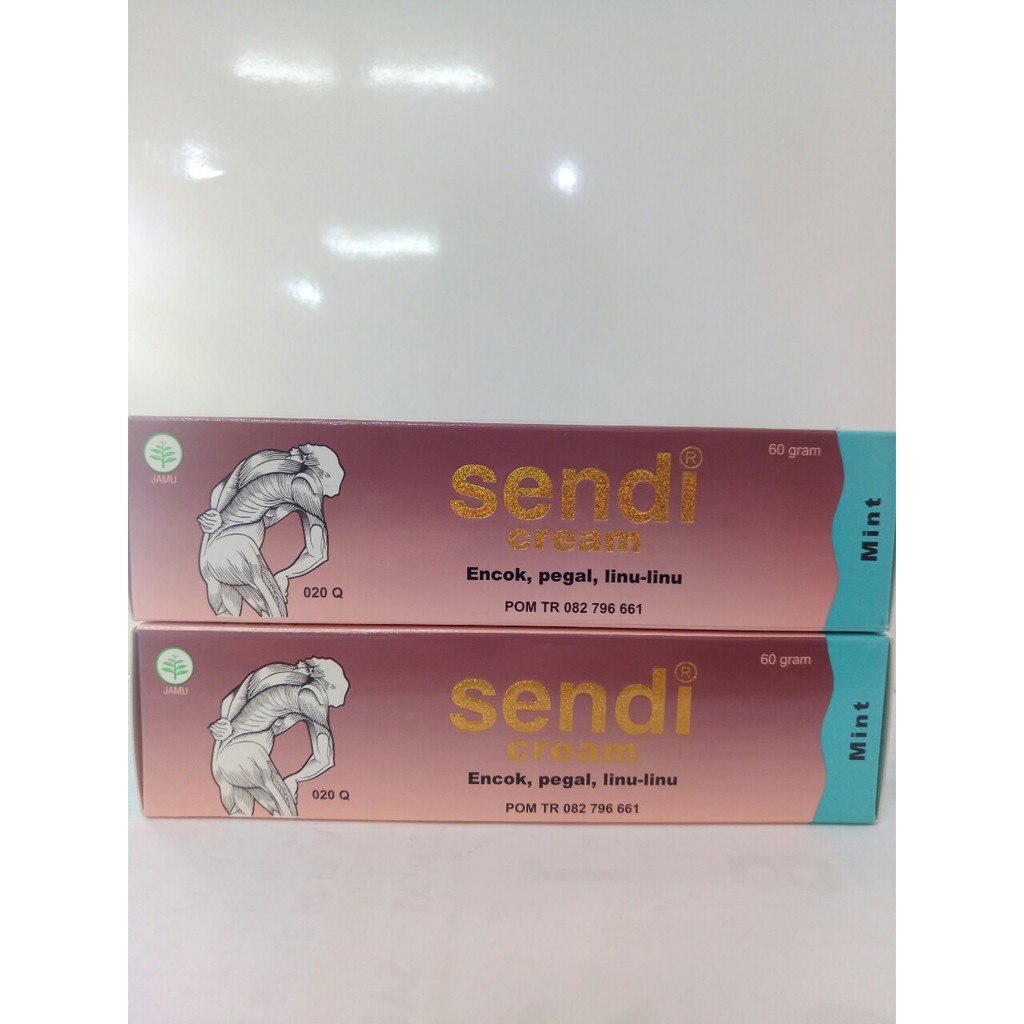 JAMU
sendi®
cream
Encok, pegal, linu-linu
POM TR 082 796 661
020 Q
60 gram
Mint
JAMU
sendi®
cream
Encok, pegal, linu-linu
POM TR 082 796 661
020 Q
60 gram
Mint